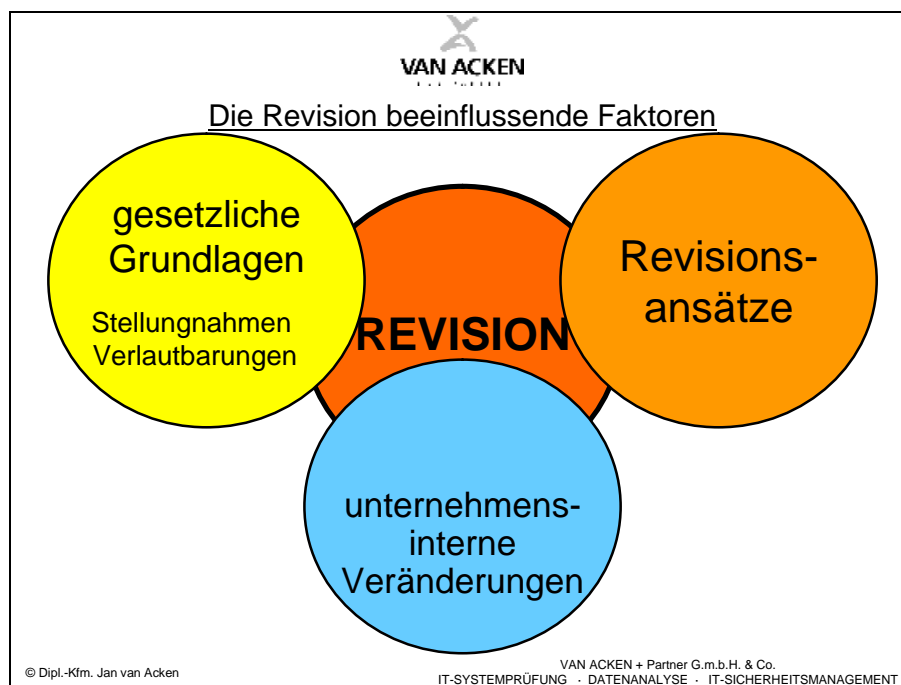 VAN ACKEN
Die Revision beeinflussende Faktoren
gesetzliche
Grundlagen
Stellungnahmen
Verlautbarungen
REVISION
Revisions-
ansätze
unternehmens-
interne
Veränderungen
© Dipl.-Kfm. Jan van Acken
VAN ACKEN + Partner G.m.b.H. & Co.
IT-SYSTEMPRÜFUNG · DATENANALYSE · IT-SICHERHEITSMANAGEMENT